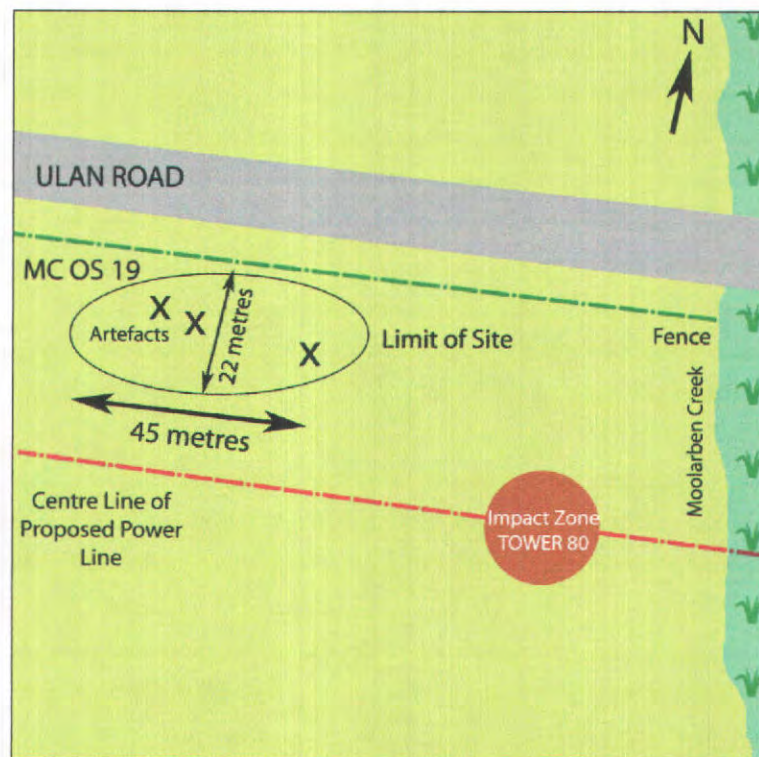 N
ULAN ROAD
MC OS 19
X X
X
Artefacts
22 metres
Limit of Site
Fence
45 metres
Moolarben Creek
Centre Line of
Proposed Power
Line
Impact Zone
TOWER 80